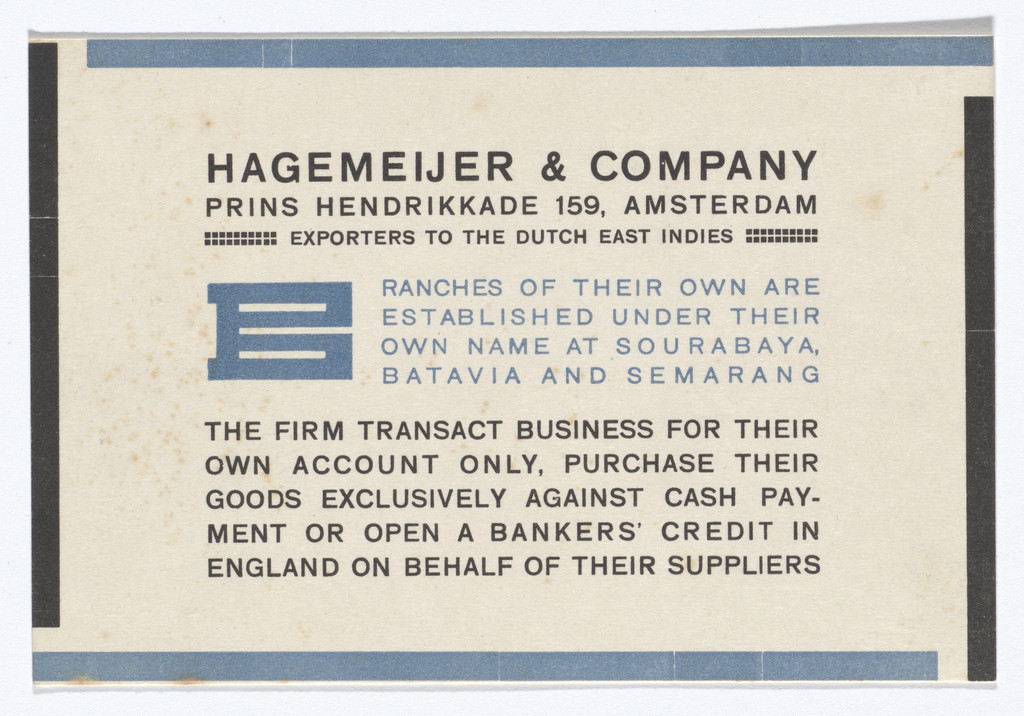 HAGEMEIJER & COMPANY
PRINS HENDRIKKADE 159, AMSTERDAM
EXPORTERS TO THE DUTCH EAST INDIES
BRANCHES OF THEIR OWN ARE
ESTABLISHED UNDER THEIR
OWN NAME AT SOURABAYA,
BATAVIA AND SEMARANG
THE FIRM TRANSACT BUSINESS FOR THEIR
OWN ACCOUNT ONLY, PURCHASE THEIR
GOODS EXCLUSIVELY AGAINST CASH PAY-
MENT OR OPEN A BANKERS' CREDIT IN
ENGLAND ON BEHALF OF THEIR SUPPLIERS